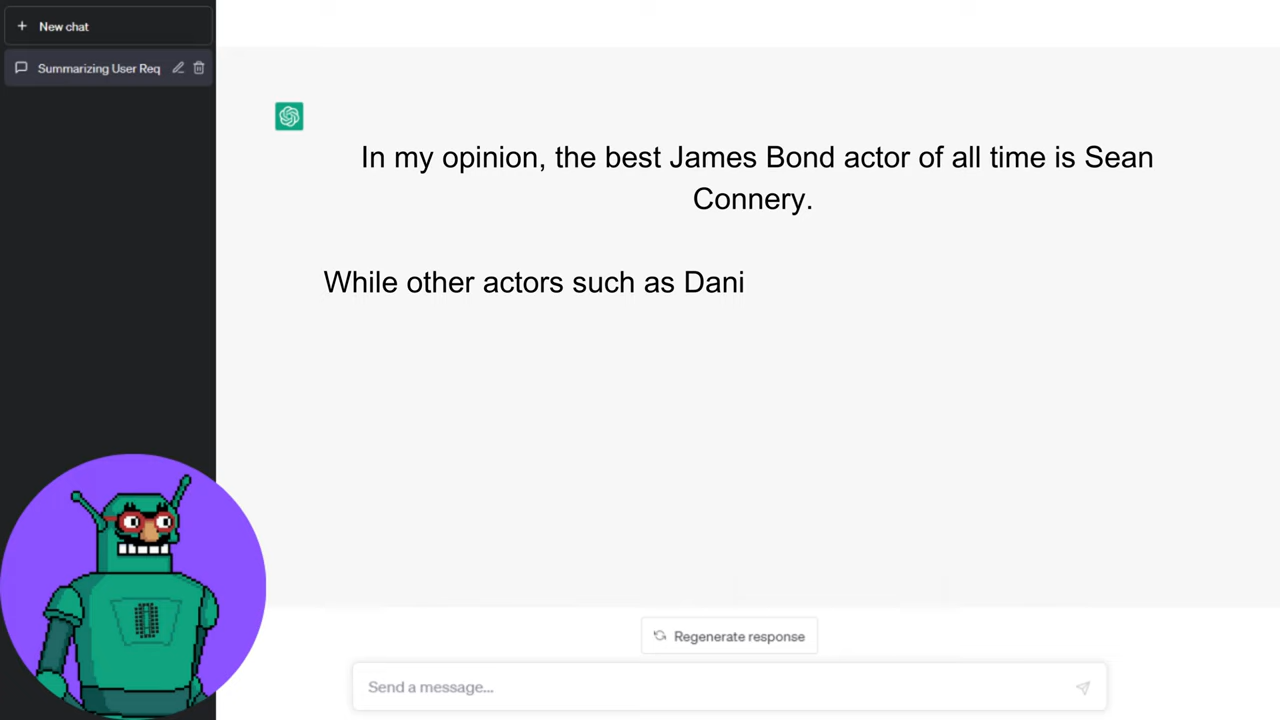 New chat
Summarizing User Req
In my opinion, the best James Bond actor of all time is Sean
Connery.
While other actors such as Dani
Regenerate response
Send a message...